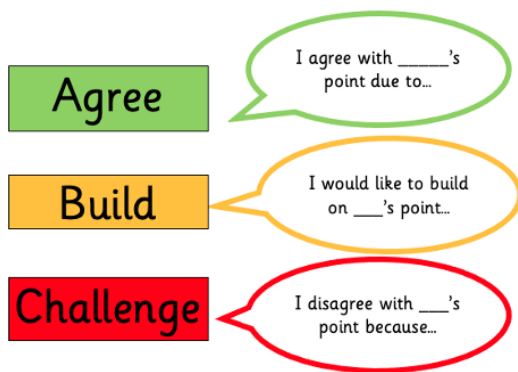 Agree
I agree with _____'s
point due to...
Build
I would like to build
on ___'s point...
Challenge
I disagree with ___'s
point because...